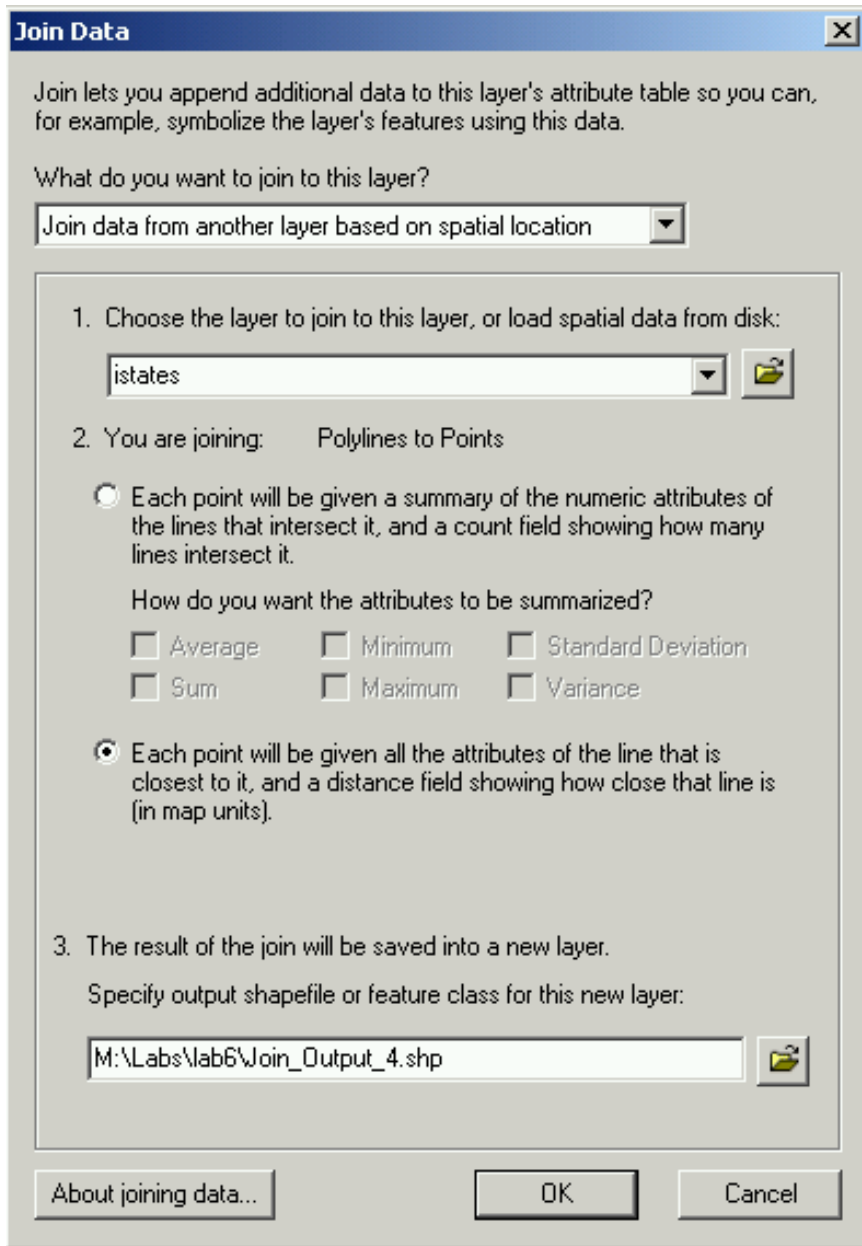 Join Data
Join lets you append additional data to this layer's attribute table so you can,
for example, symbolize the layer's features using this data.
What do you want to join to this layer?
Join data from another layer based on spatial location
1. Choose the layer to join to this layer, or load spatial data from disk:
istates
2. You are joining: Polylines to Points
Each point will be given a summary of the numeric attributes of
the lines that intersect it, and a count field showing how many
lines intersect it.
How do you want the attributes to be summarized?
Average Minimum Standard Deviation
Sum Maximum Variance
Each point will be given all the attributes of the line that is
closest to it, and a distance field showing how close that line is
(in map units).
3. The result of the join will be saved into a new layer.
Specify output shapefile or feature class for this new layer:
M:\Labs\lab6\Join_Output_4.shp
About joining data... OK Cancel